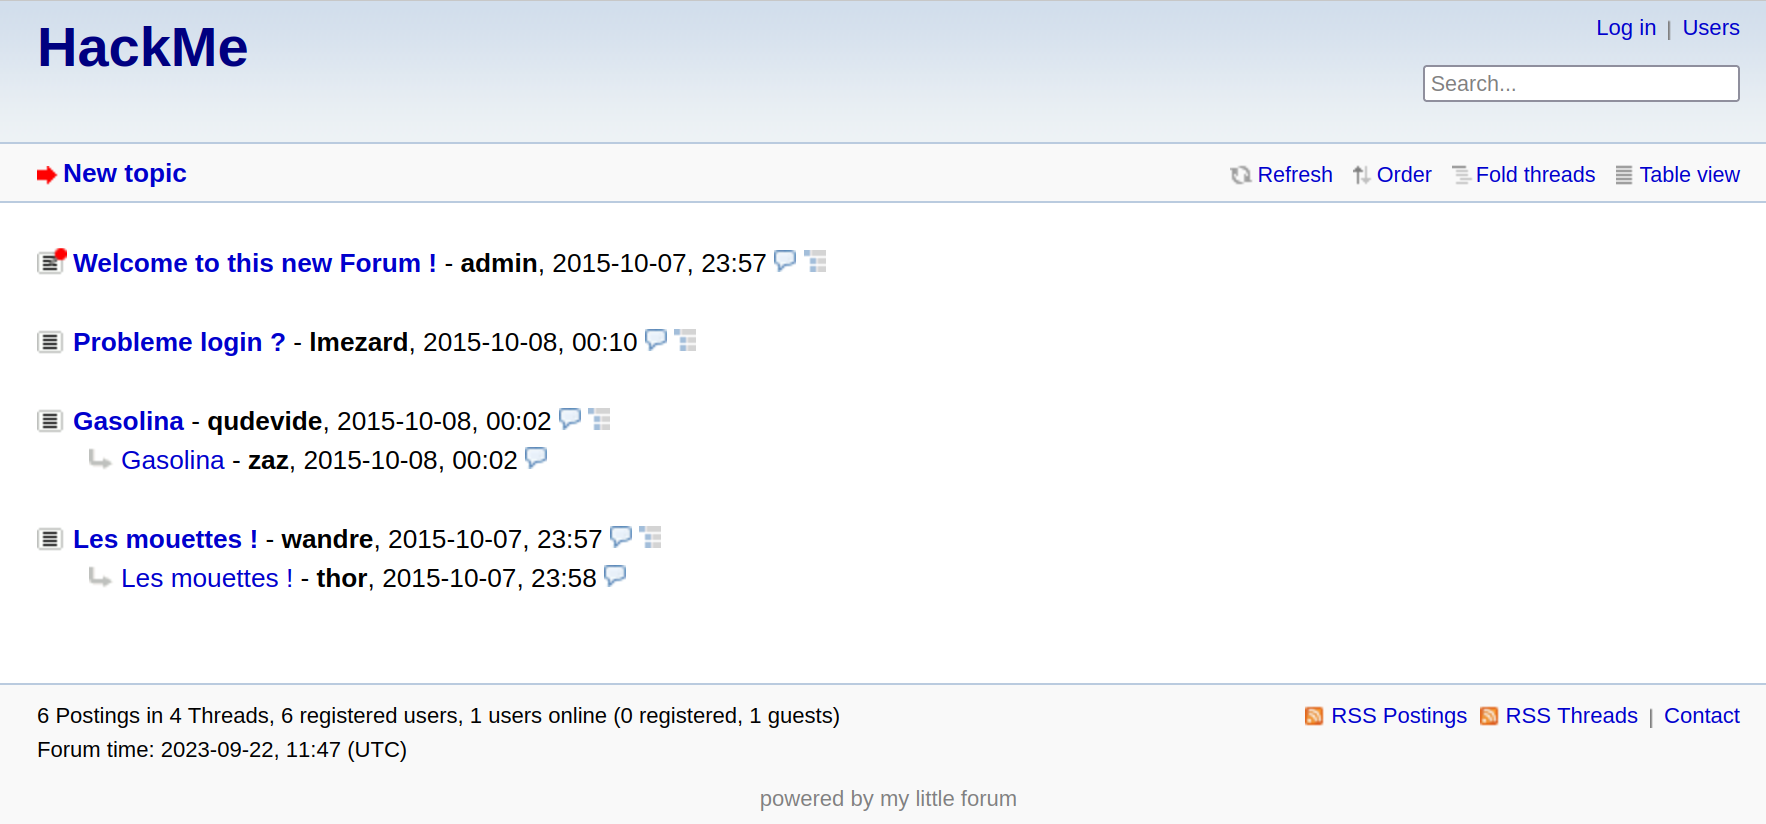 HackMe
Log in | Users
Search...
New topic
Refresh Order Fold threads Table view
Welcome to this new Forum ! - admin, 2015-10-07, 23:57
Probleme login ? - lmezard, 2015-10-08, 00:10
Gasolina - qudevide, 2015-10-08, 00:02
Gasolina - zaz, 2015-10-08, 00:02
Les mouettes ! - wandre, 2015-10-07, 23:57
Les mouettes ! - thor, 2015-10-07, 23:58
6 Postings in 4 Threads, 6 registered users, 1 users online (0 registered, 1 guests)
RSS Postings RSS Threads | Contact
Forum time: 2023-09-22, 11:47 (UTC)
powered by my little forum